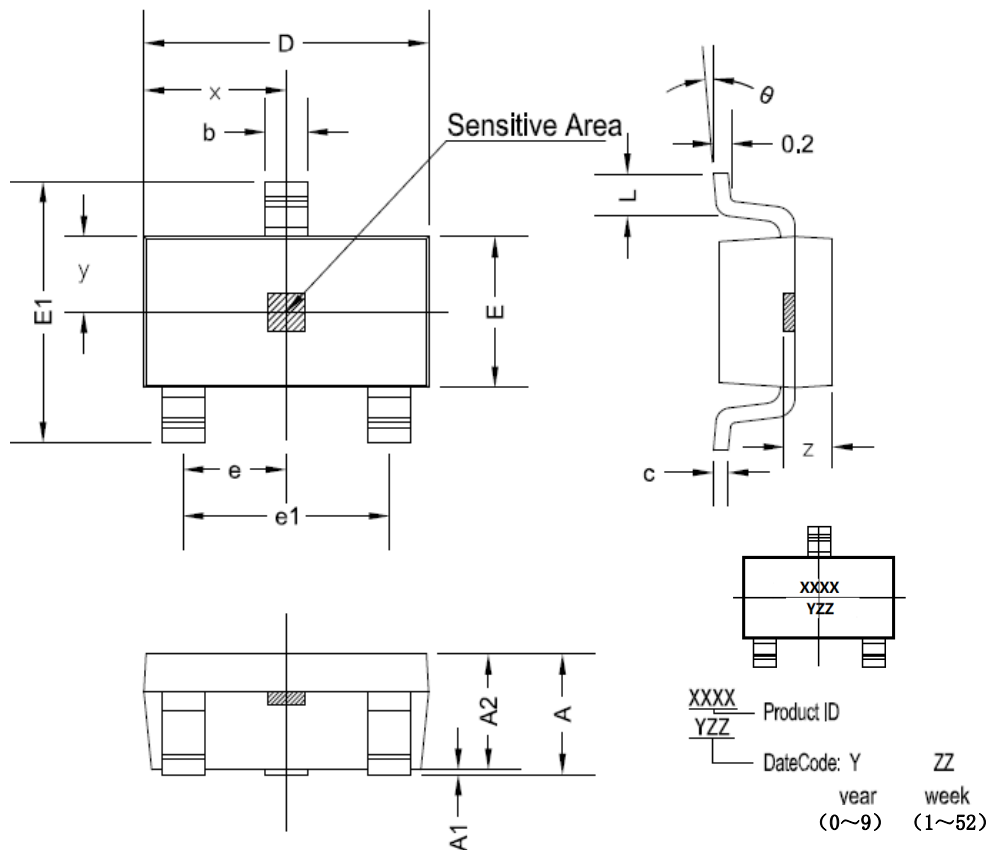 D
x
b
Sensitive Area
θ
0.2
L
y
E1
E
e
e1
c
z
XXXX
YZZ
A2
A
A1
XXXX
Product ID
YZZ
DateCode: Y ZZ
year week
(0～9) (1～52)